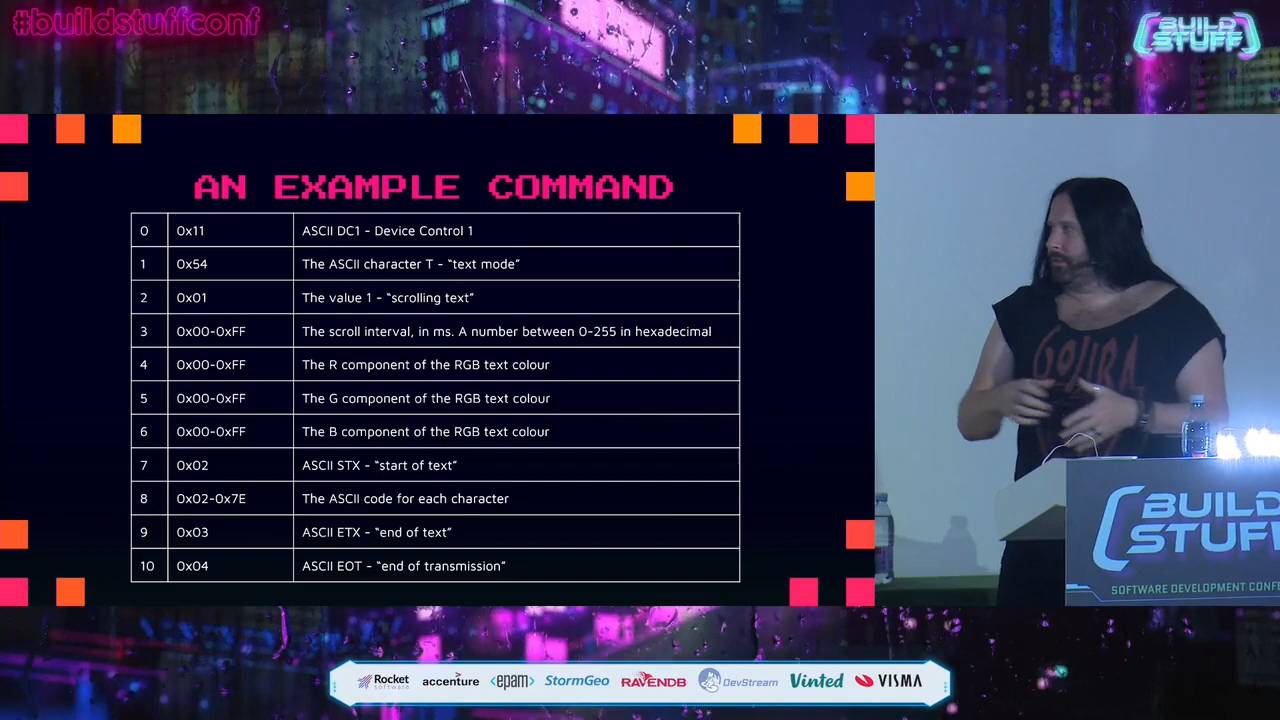 #buildstuffconf
BUILD
STUFF
AN EXAMPLE COMMAND
0 0x11 ASCII DC1 - Device Control 1
1 0x54 The ASCII character T - “text mode”
2 0x01 The value 1 - “scrolling text”
3 0x00-0xFF The scroll interval, in ms. A number between 0-255 in hexadecimal
4 0x00-0xFF The R component of the RGB text colour
5 0x00-0xFF The G component of the RGB text colour
6 0x00-0xFF The B component of the RGB text colour
7 0x02 ASCII STX - “start of text”
8 0x02-0x7E The ASCII code for each character
9 0x03 ASCII ETX - “end of text”
10 0x04 ASCII EOT - “end of transmission”
GOJIRA
BUILD
STUFF
SOFTWARE DEVELOPMENT CONFE
Rocket
software
accenture
<epam>
StormGeo
RAVENDB
DevStream
Vinted
VISMA